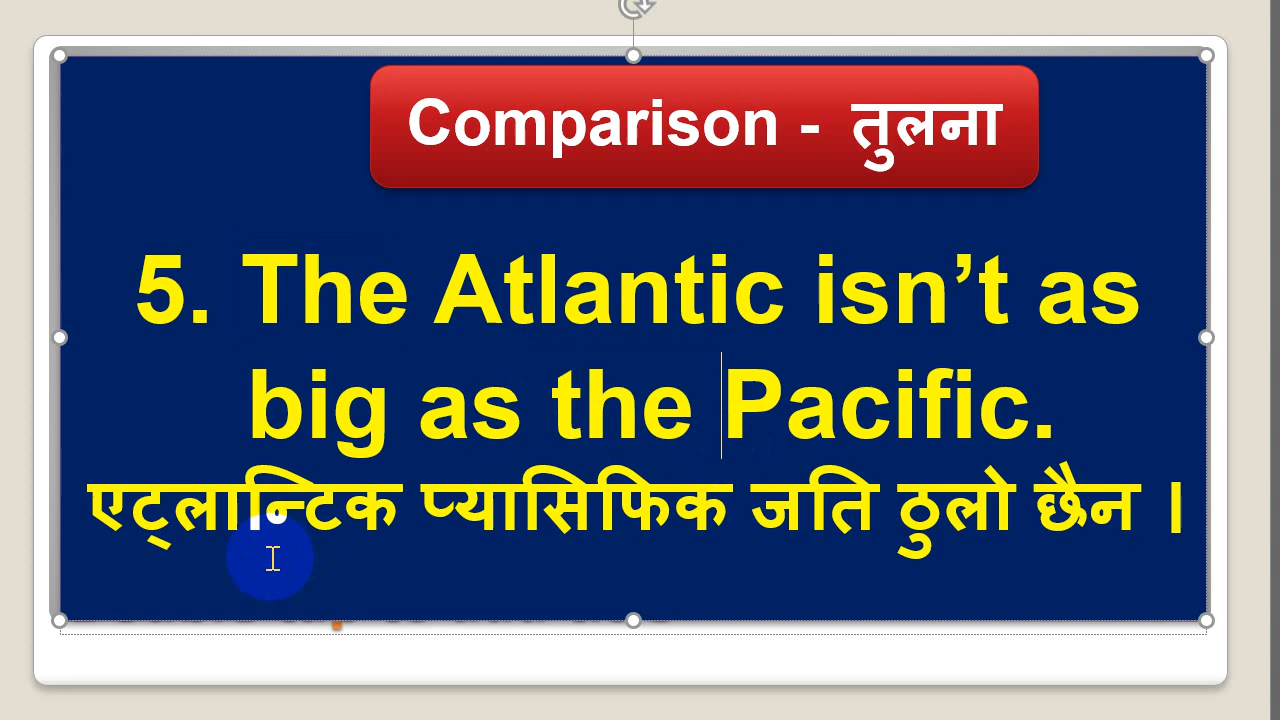 Comparison - तुलना
5. The Atlantic isn’t as
big as the Pacific.
एट्लान्टिक प्यासिफिक जति ठुलो छैन ।